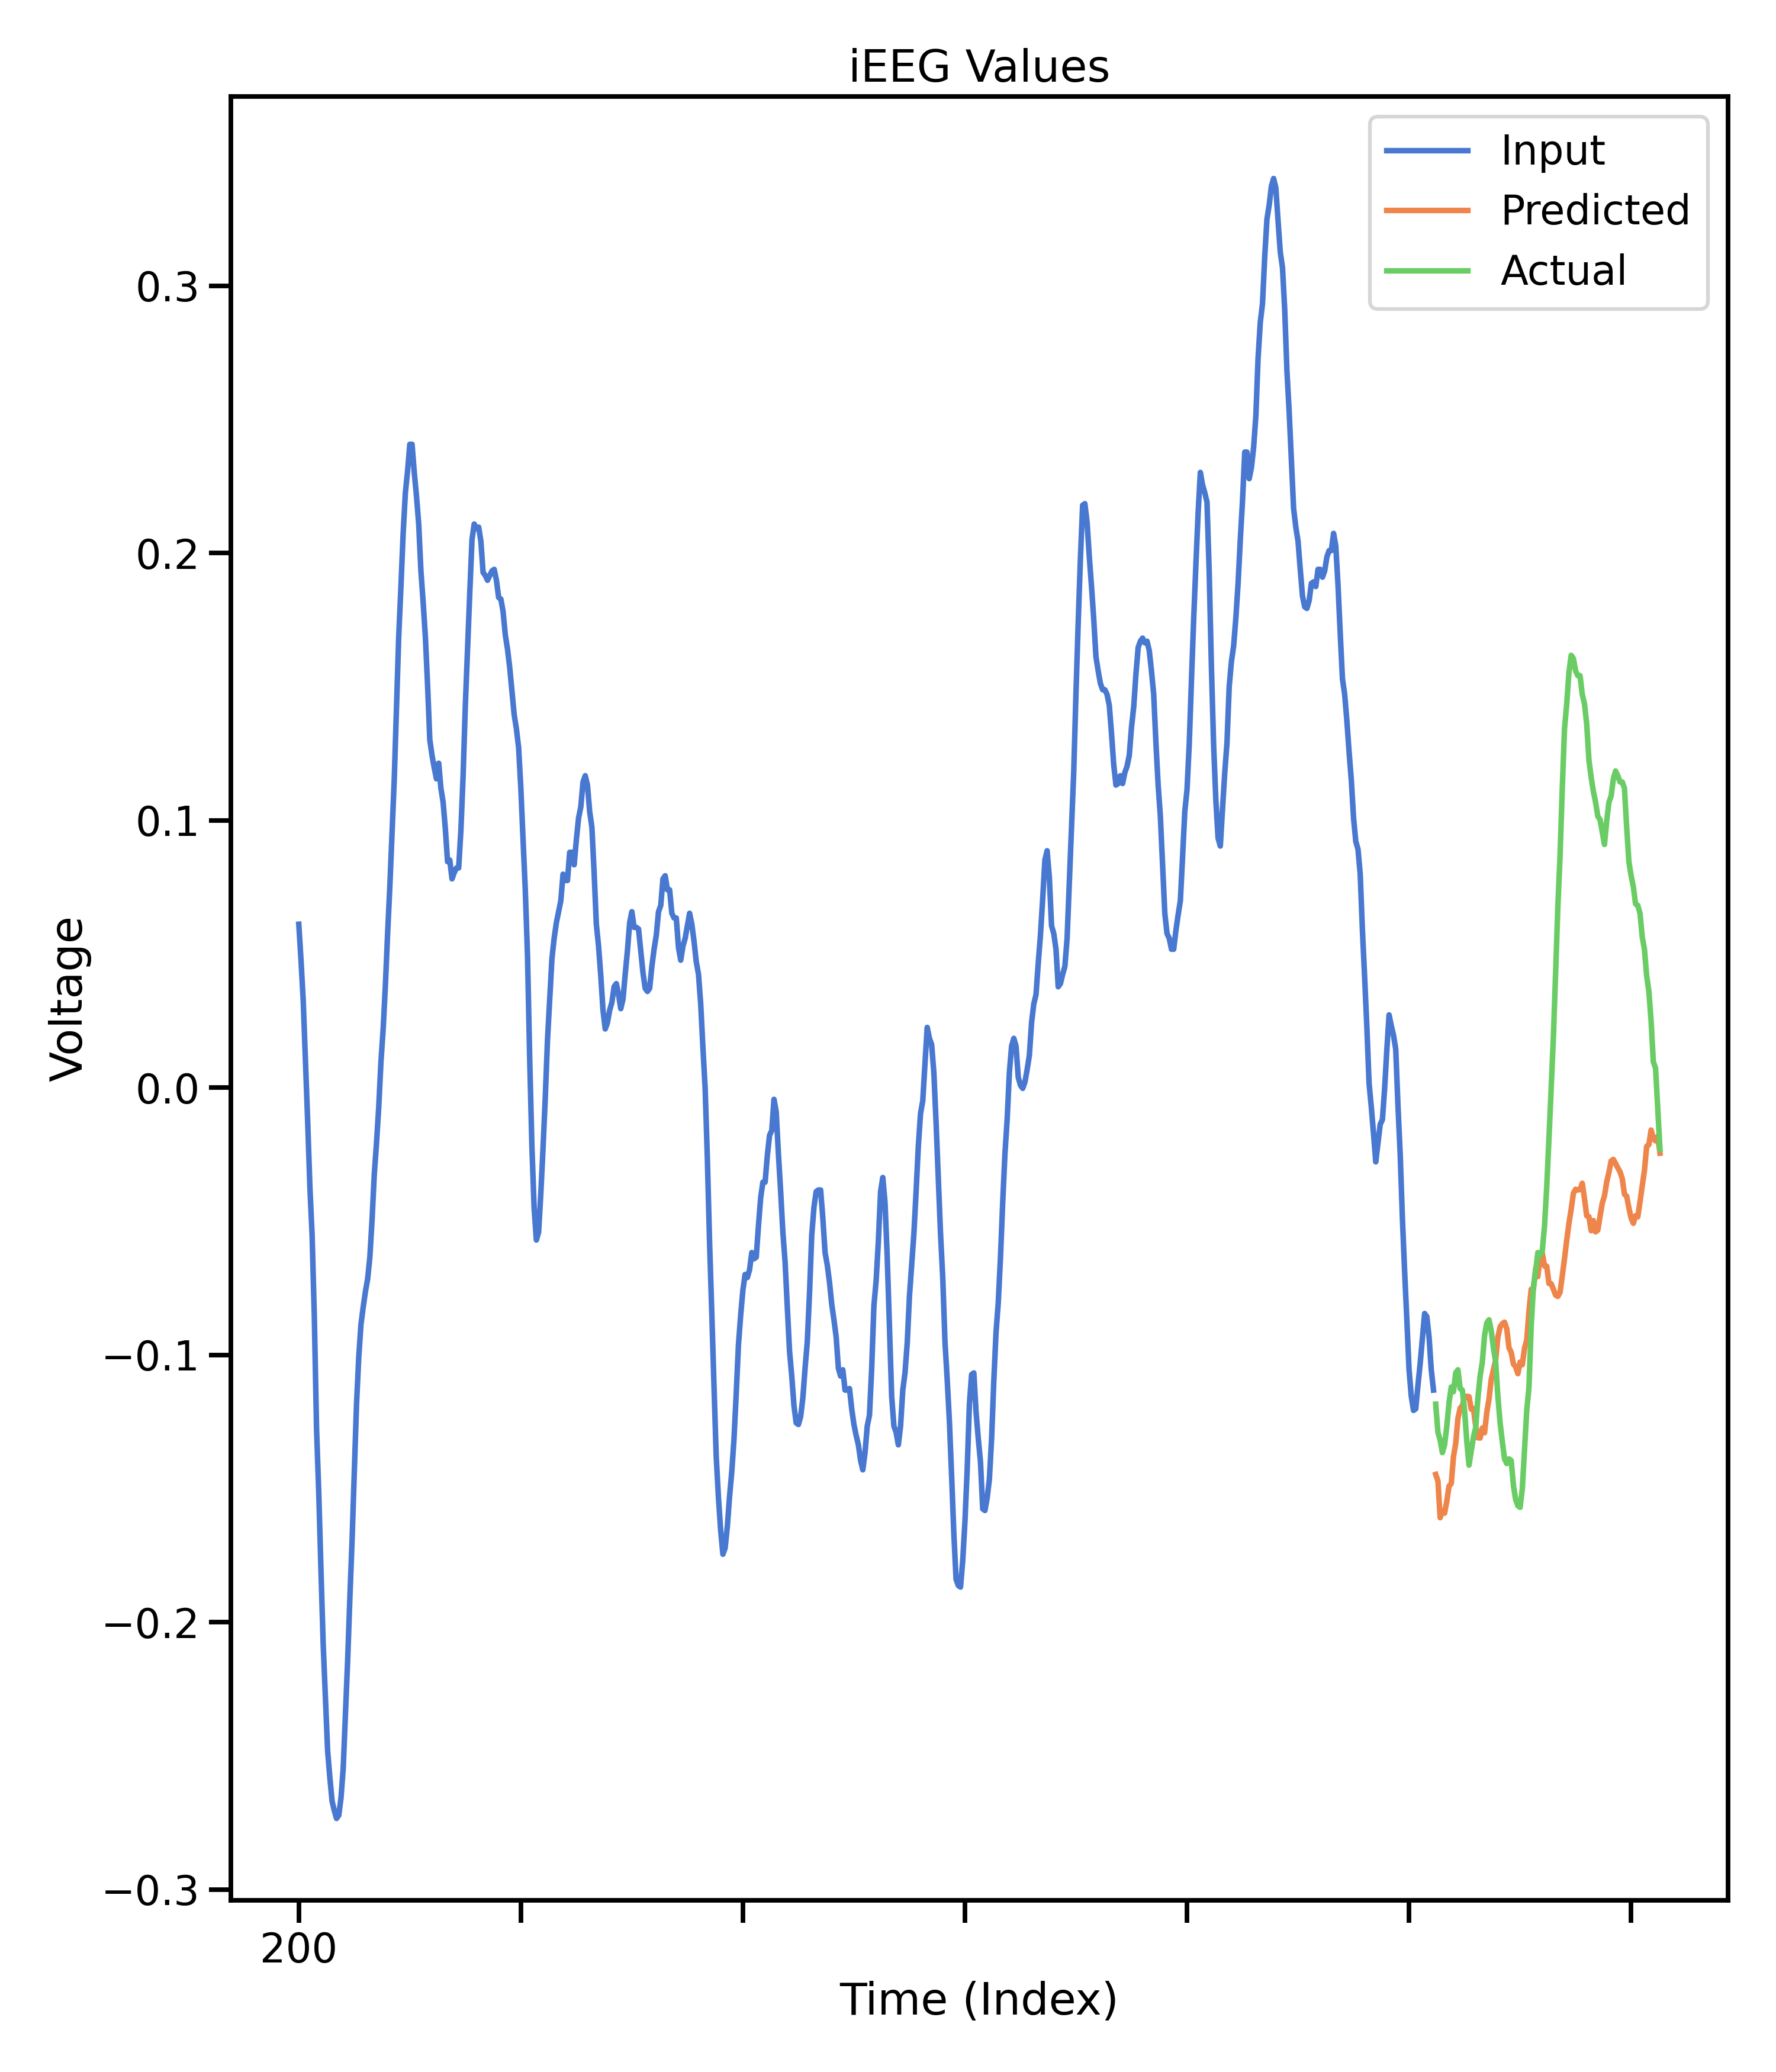 iEEG Values
Input
Predicted
Actual
0.3
0.2
0.1
0.0
−0.1
−0.2
−0.3
Voltage
200
Time (Index)